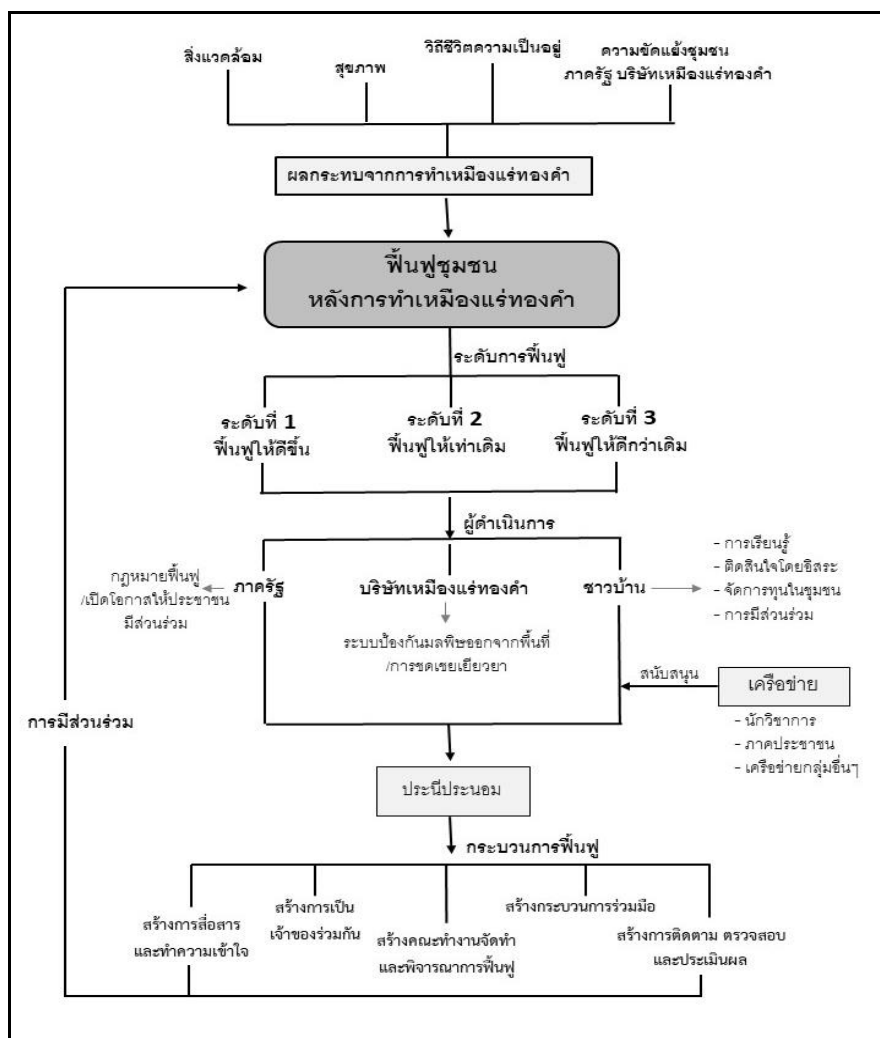 สิ่งแวดล้อม
สุขภาพ
วิถีชีวิตความเป็นอยู่
ความขัดแย้งชุมชน
ภาครัฐ บริษัทเหมืองแร่ทองคำ
ผลกระทบจากการทำเหมืองแร่ทองคำ
ฟื้นฟูชุมชน
หลังการทำเหมืองแร่ทองคำ
ระดับการฟื้นฟู
ระดับที่ 1
ฟื้นฟูให้ดีขึ้น
ระดับที่ 2
ฟื้นฟูให้เท่าเดิม
ระดับที่ 3
ฟื้นฟูให้ดีกว่าเดิม
ผู้ดำเนินการ
กฎหมายฟื้นฟู
/เปิดโอกาสให้ประชาชน
มีส่วนร่วม
ภาครัฐ
บริษัทเหมืองแร่ทองคำ
ระบบป้องกันมลพิษออกจากพื้นที่
/การชดเชยเยียวยา
ชาวบ้าน
- การเรียนรู้
- ติดสินใจโดยอิสระ
- จัดการทุนในชุมชน
- การมีส่วนร่วม
สนับสนุน
เครือข่าย
- นักวิชาการ
- ภาคประชาชน
- เครือข่ายกลุ่มอื่นๆ
การมีส่วนร่วม
ประนีประนอม
กระบวนการฟื้นฟู
สร้างการสื่อสาร
และทำความเข้าใจ
สร้างการเป็น
เจ้าของร่วมกัน
สร้างคณะทำงานจัดทำ
และพิจารณาการฟื้นฟู
สร้างกระบวนการร่วมมือ
สร้างการติดตาม ตรวจสอบ
และประเมินผล